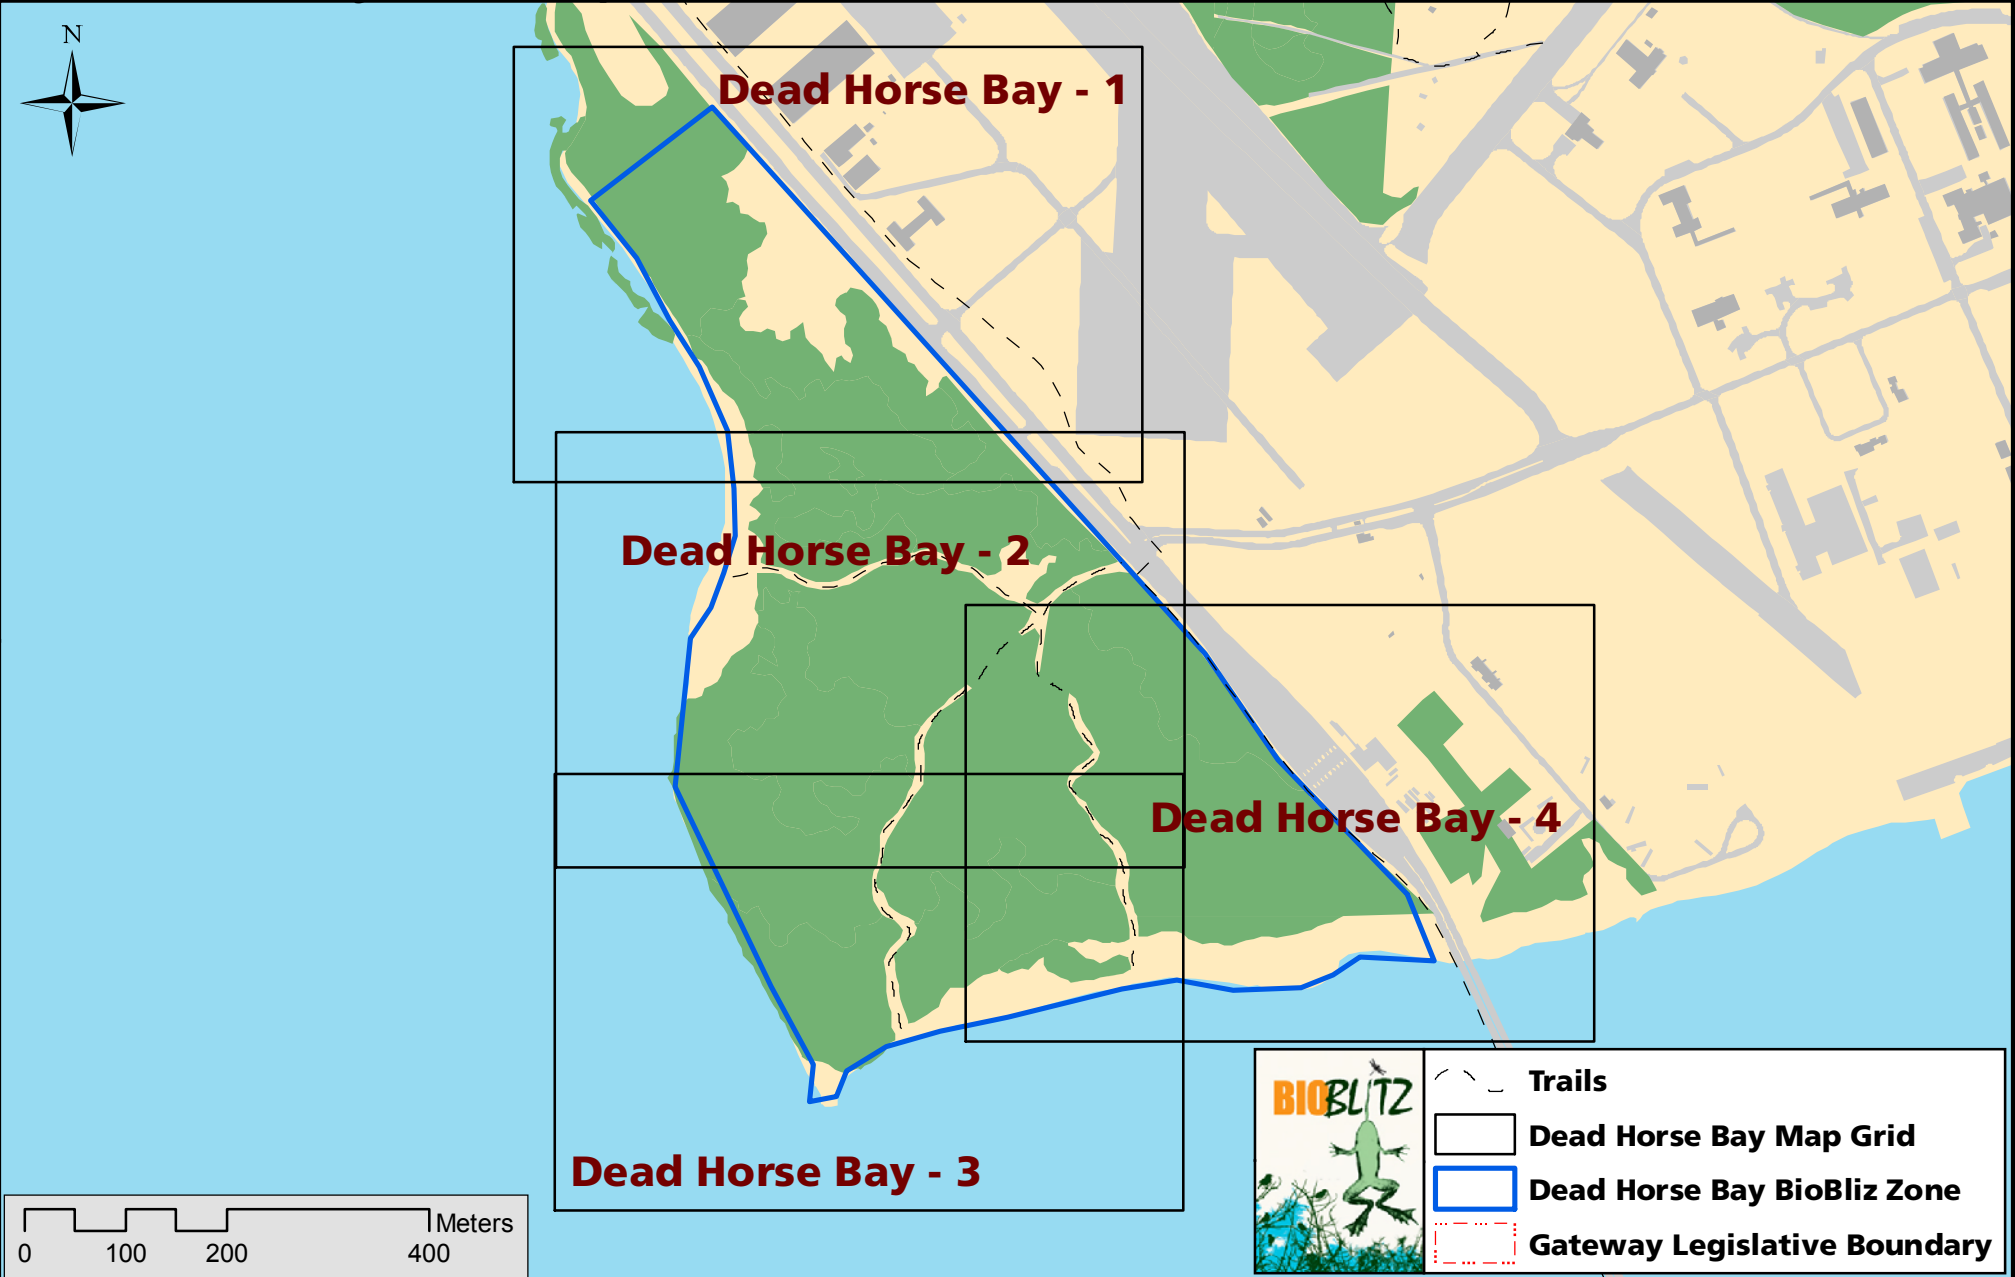 N
Dead Horse Bay - 1
Dead Horse Bay - 2
Dead Horse Bay - 4
Dead Horse Bay - 3
BIOBLITZ
Trails
Dead Horse Bay Map Grid
Dead Horse Bay BioBliz Zone
Gateway Legislative Boundary
Meters
0 100 200 400